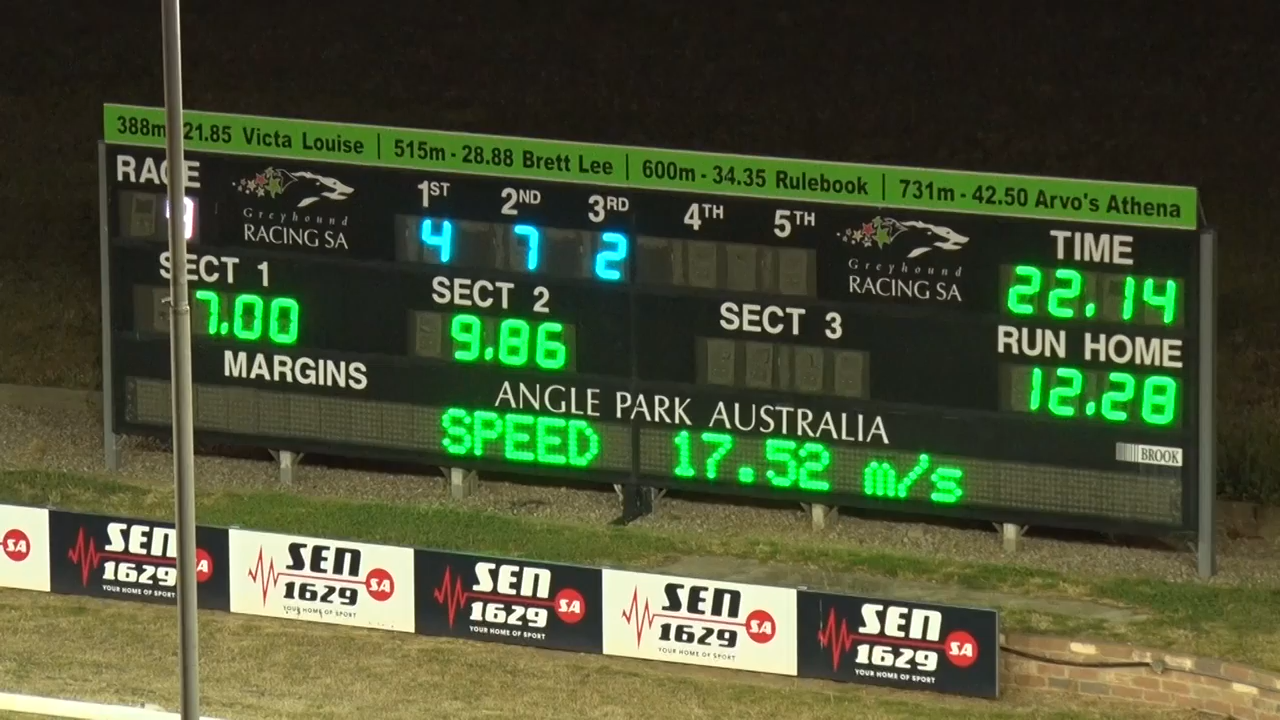 388m 21.85 Victa Louise | 515m - 28.88 Brett Lee | 600m - 34.35 Rulebook | 731m - 42.50 Arvo's Athena
RACE
Greyhound
RACING SA
1ST 2ND 3RD 4TH 5TH
4 7 2
Greyhound
RACING SA
TIME
22.14
SECT 1
7.00
SECT 2
9.86
SECT 3
RUN HOME
12.28
MARGINS
ANGLE PARK AUSTRALIA
SPEED 17.52 m/s
BROOK
SA
SEN
1629
SA
YOUR HOME OF SPORT
SEN
1629
SA
YOUR HOME OF SPORT
SEN
1629
SA
YOUR HOME OF SPORT
SEN
1629
SA
YOUR HOME OF SPORT
SEN
1629
SA
YOUR HOME OF SPORT